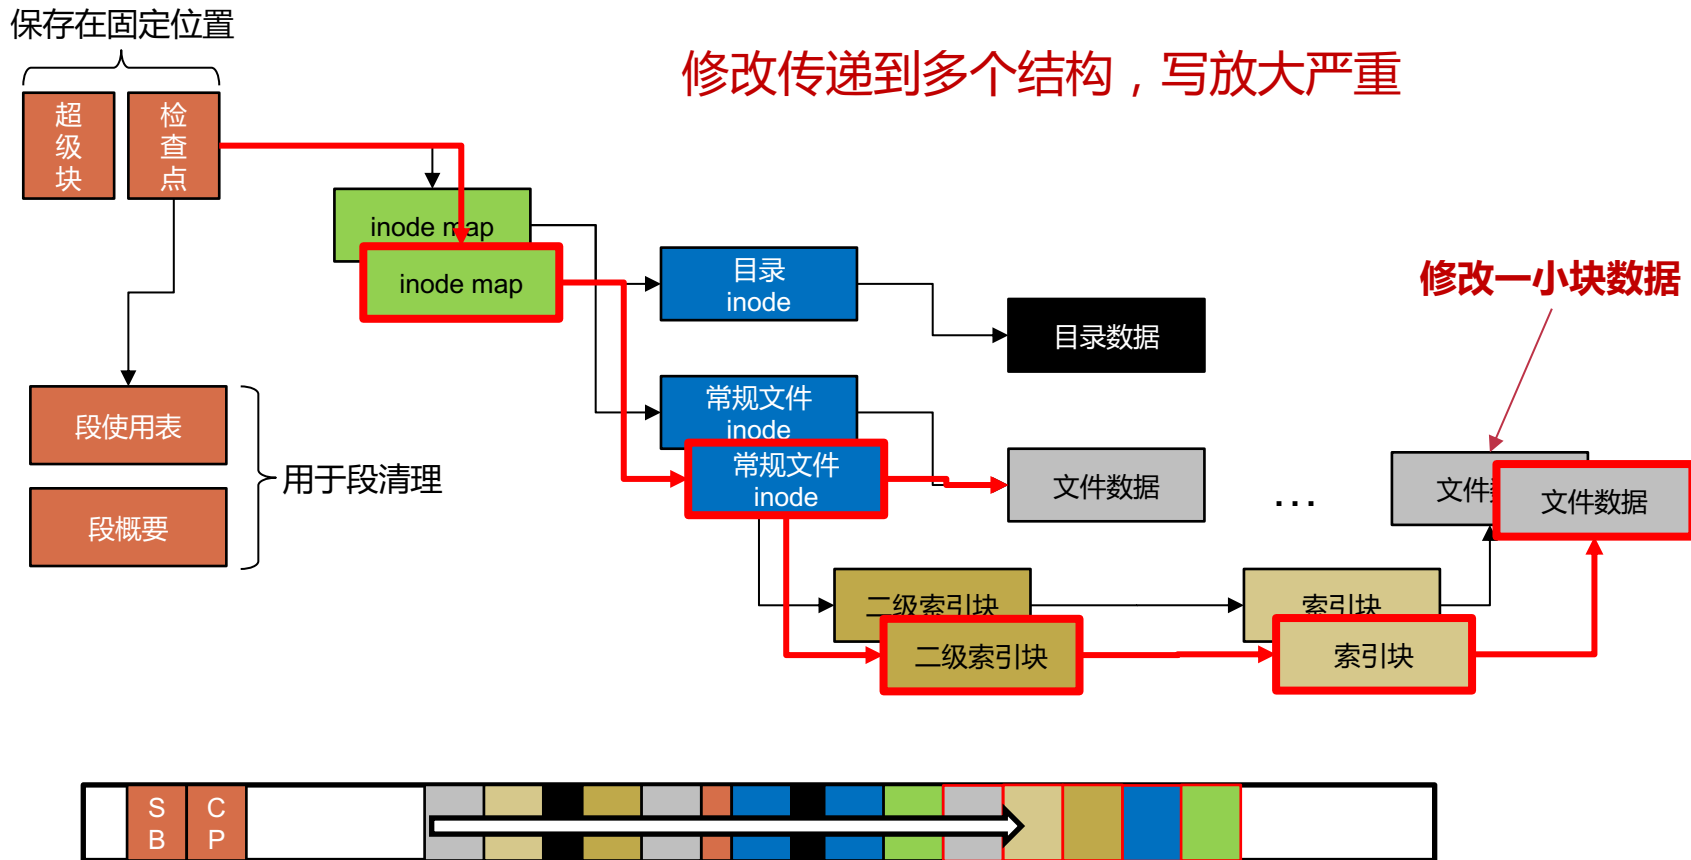 保存在固定位置
修改传递到多个结构，写放大严重
超级块
检查点
inode map
inode map
目录
inode
修改一小块数据
目录数据
常规文件
inode
常规文件
inode
段使用表
段概要
用于段清理
文件数据
...
文件
文件数据
二级索引块
二级索引块
索引块
索引块
SB
CP